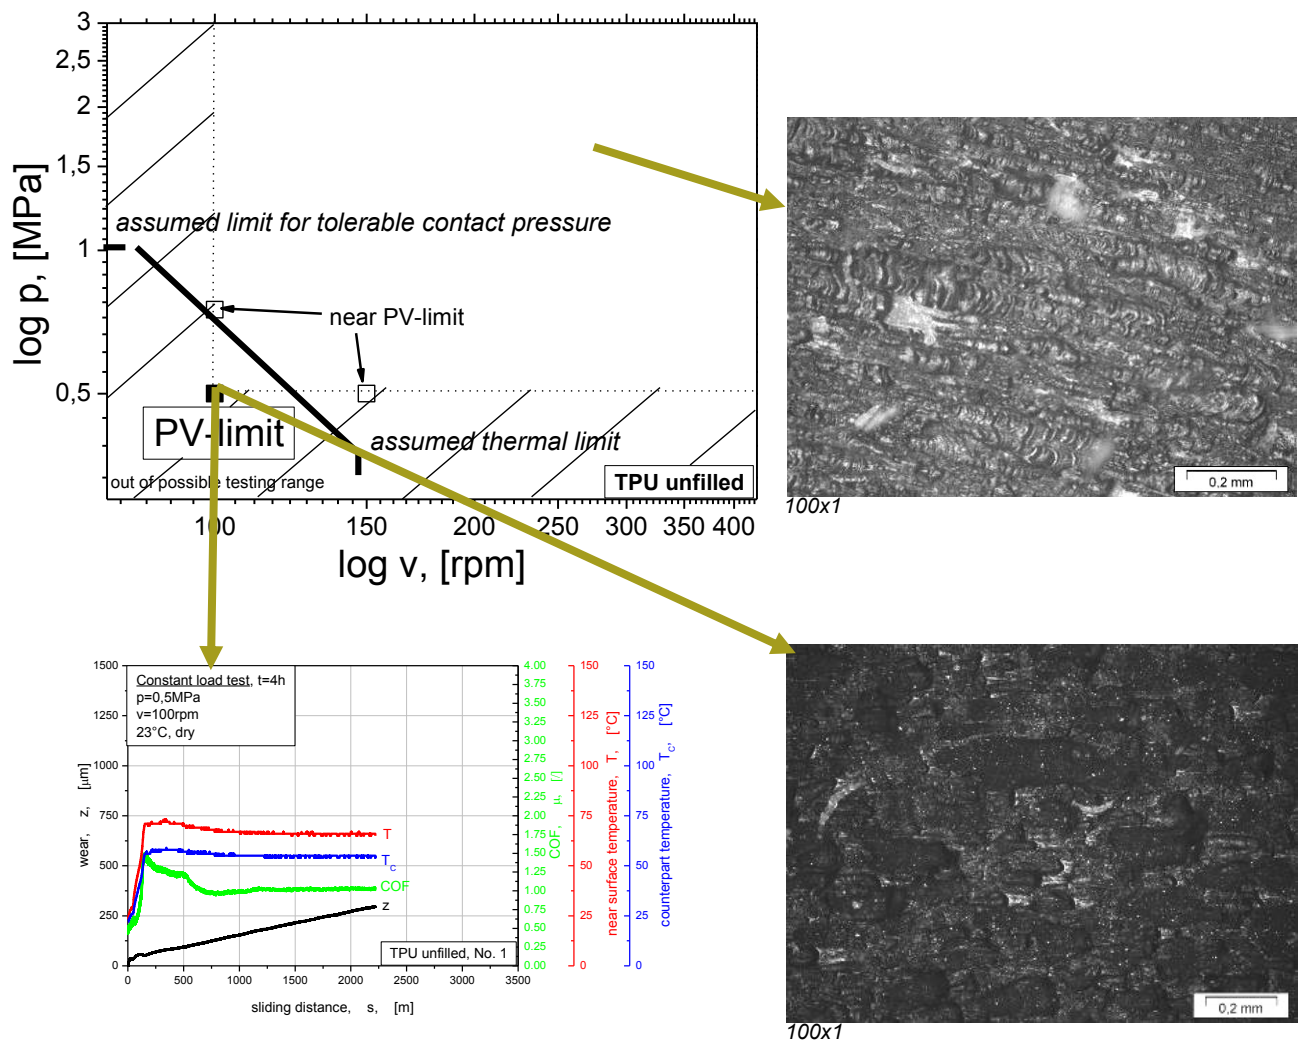 3
2,5
2
1,5
1
0,5
log p, [MPa]
assumed limit for tolerable contact pressure
near PV-limit
PV-limit
assumed thermal limit
out of possible testing range
TPU unfilled
100
150
200
250
300
350
400
log v, [rpm]
0,2 mm
100x1
1500
1250
1000
750
500
250
0
wear, z, [µm]
Constant load test, t=4h
p=0,5MPa
v=100rpm
23°C, dry
T
Tc
COF
z
TPU unfilled, No. 1
0
500
1000
1500
2000
2500
3000
3500
sliding distance, s, [m]
4.00
3.75
3.50
3.25
3.00
2.75
2.50
2.25
2.00
1.75
1.50
1.25
1.00
0.75
0.50
0.25
0.00
COF, µ, [/]
150
125
100
75
50
25
0
near surface temperature, T, [°C]
150
125
100
75
50
25
0
counterpart temperature, Tc, [°C]
0,2 mm
100x1